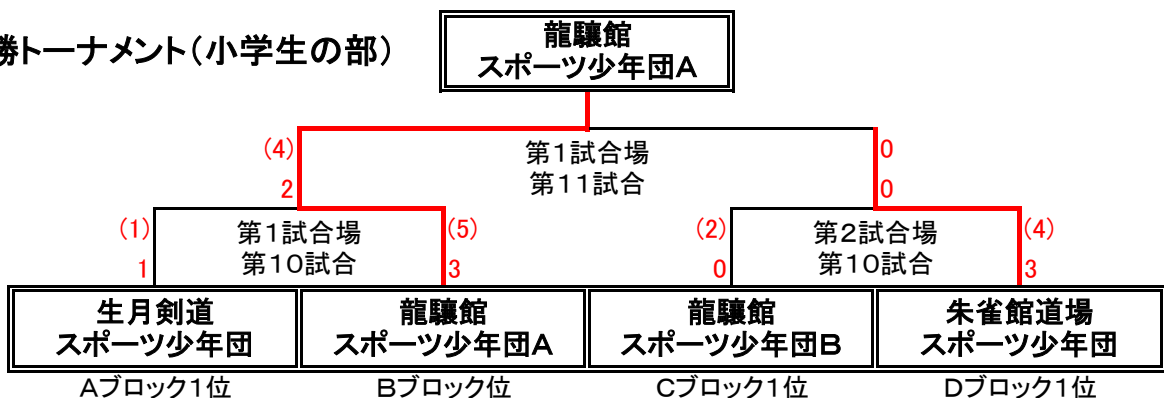 勝トーナメント(小学生の部)
龍驤館
スポーツ少年団A
(4)
第1試合場
0
2
第11試合
0
(1)
第1試合場
(5)
(2)
第2試合場
(4)
1
第10試合
3
0
第10試合
3
生月剣道
スポーツ少年団
龍驤館
スポーツ少年団A
龍驤館
スポーツ少年団B
朱雀館道場
スポーツ少年団
Aブロック1位
Bブロック位
Cブロック1位
Dブロック1位